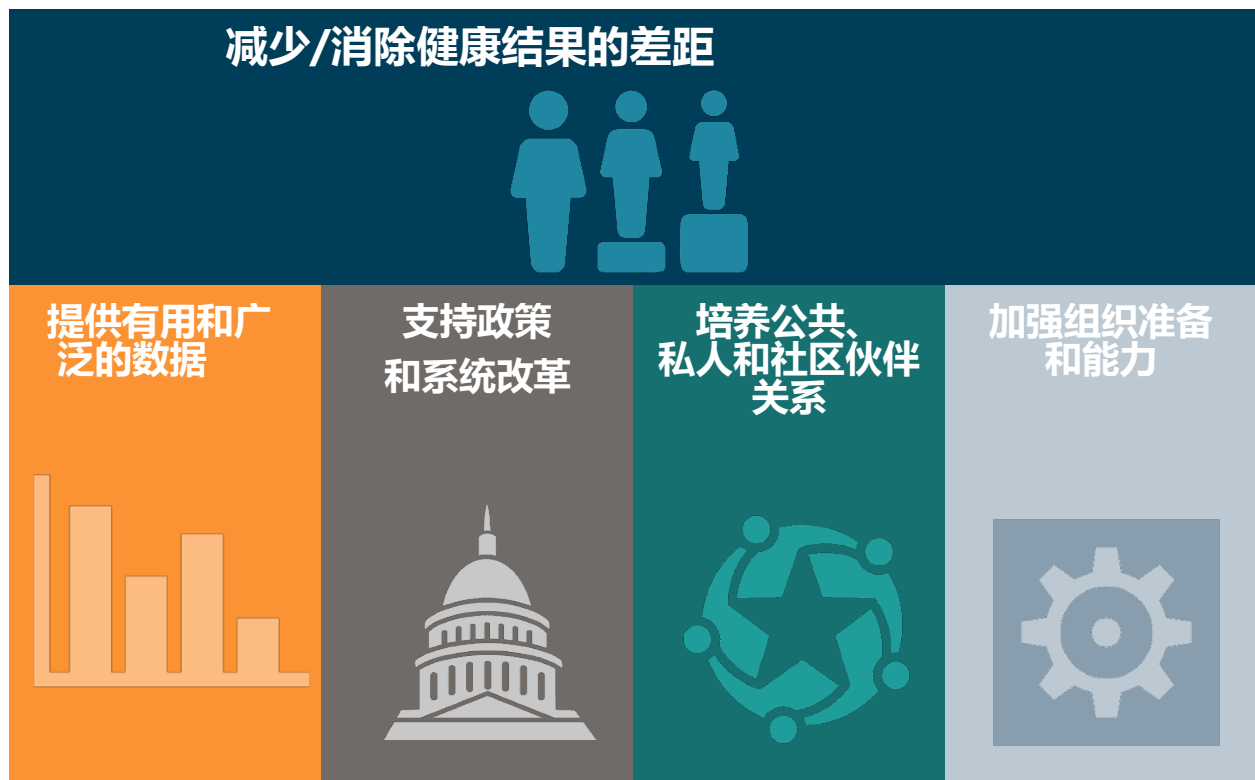 减少/消除健康结果的差距
提供有用和广
泛的数据
支持政策
和系统改革
培养公共、
私人和社区伙伴
关系
加强组织准备
和能力